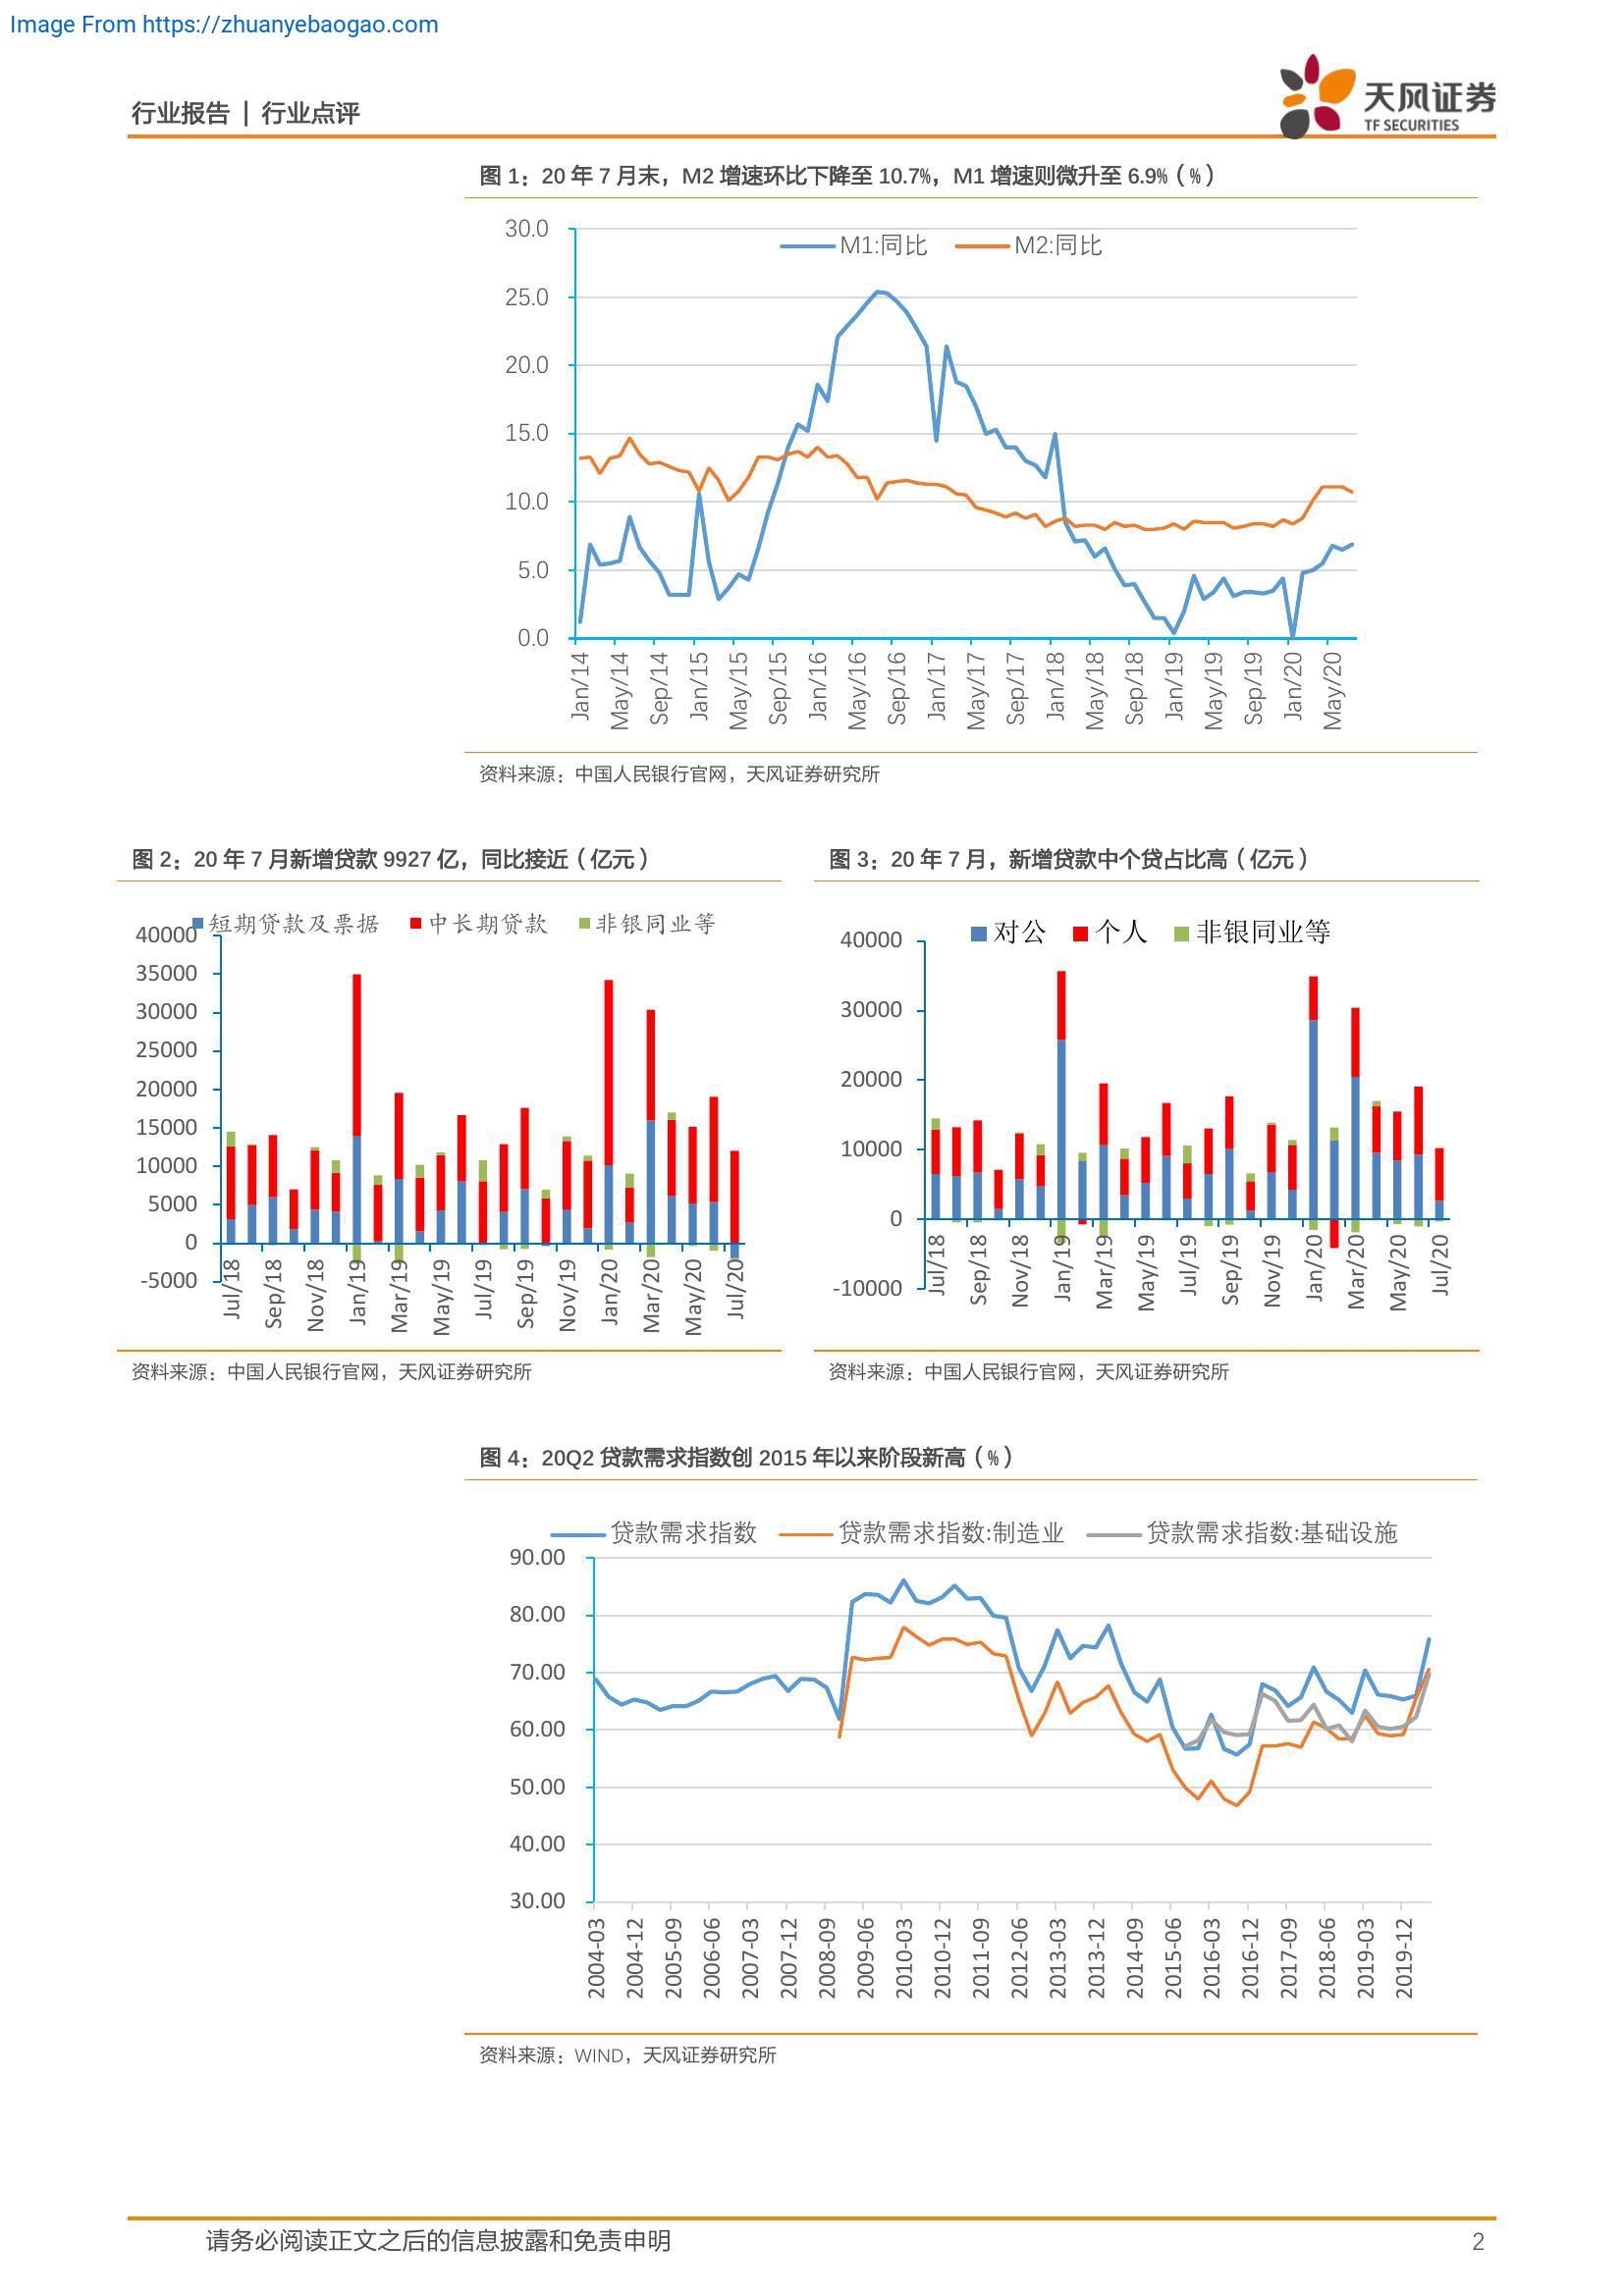 Image From https://zhuanyebaogao.com
行业报告 | 行业点评
天风证券
TF SECURITIES
图 1：20 年 7 月末，M2 增速环比下降至 10.7%，M1 增速则微升至 6.9%（%）
M1:同比 M2:同比
30.0
25.0
20.0
15.0
10.0
5.0
0.0
Jan/14 May/14 Sep/14 Jan/15 May/15 Sep/15 Jan/16 May/16 Sep/16 Jan/17 May/17 Sep/17 Jan/18 May/18 Sep/18 Jan/19 May/19 Sep/19 Jan/20 May/20
资料来源：中国人民银行官网，天风证券研究所
图 2：20 年 7 月新增贷款 9927 亿，同比接近（亿元）
短期贷款及票据 中长期贷款 非银同业等
40000
35000
30000
25000
20000
15000
10000
5000
0
-5000
Jul/18 Sep/18 Nov/18 Jan/19 Mar/19 May/19 Jul/19 Sep/19 Nov/19 Jan/20 Mar/20 May/20 Jul/20
资料来源：中国人民银行官网，天风证券研究所
图 3：20 年 7 月，新增贷款中个贷占比高（亿元）
对公 个人 非银同业等
40000
30000
20000
10000
0
-10000
Jul/18 Sep/18 Nov/18 Jan/19 Mar/19 May/19 Jul/19 Sep/19 Nov/19 Jan/20 Mar/20 May/20 Jul/20
资料来源：中国人民银行官网，天风证券研究所
图 4：20Q2 贷款需求指数创 2015 年以来阶段新高（%）
贷款需求指数 贷款需求指数:制造业 贷款需求指数:基础设施
90.00
80.00
70.00
60.00
50.00
40.00
30.00
2004-03 2004-12 2005-09 2006-06 2007-03 2007-12 2008-09 2009-06 2010-03 2010-12 2011-09 2012-06 2013-03 2013-12 2014-09 2015-06 2016-03 2016-12 2017-09 2018-06 2019-03 2019-12
资料来源：WIND，天风证券研究所
请务必阅读正文之后的信息披露和免责申明
2